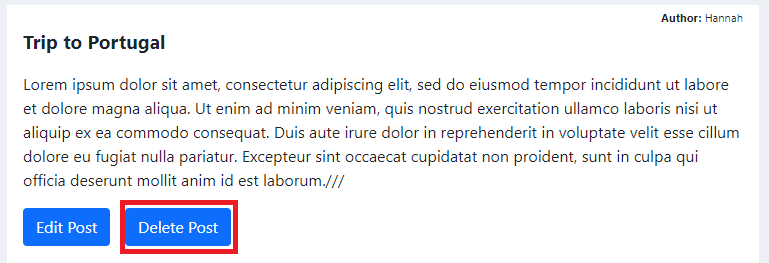 Author: Hannah
Trip to Portugal
Lorem ipsum dolor sit amet, consectetur adipiscing elit, sed do eiusmod tempor incididunt ut labore
et dolore magna aliqua. Ut enim ad minim veniam, quis nostrud exercitation ullamco laboris nisi ut
aliquip ex ea commodo consequat. Duis aute irure dolor in reprehenderit in voluptate velit esse cillum
dolore eu fugiat nulla pariatur. Excepteur sint occaecat cupidatat non proident, sunt in culpa qui
officia deserunt mollit anim id est laborum.///
Edit Post Delete Post